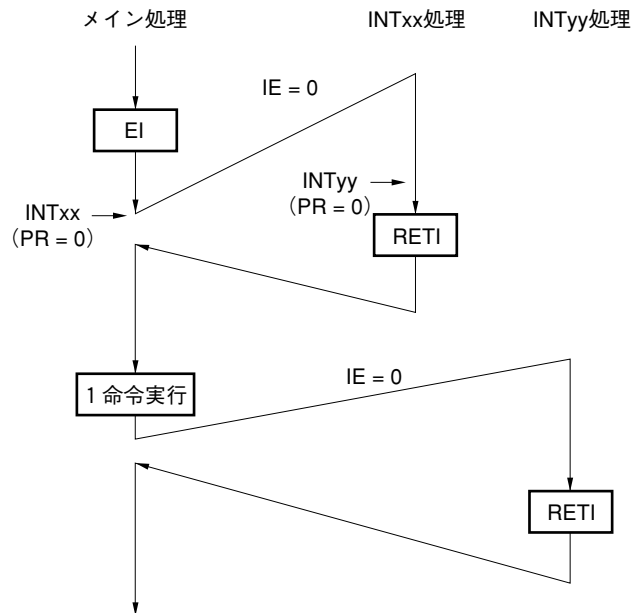 メイン処理 INTxx処理 INTyy処理
IE = 0
EI
INTxx
(PR = 0)
INTyy
(PR = 0)
RETI
1 命令実行
IE = 0
RETI